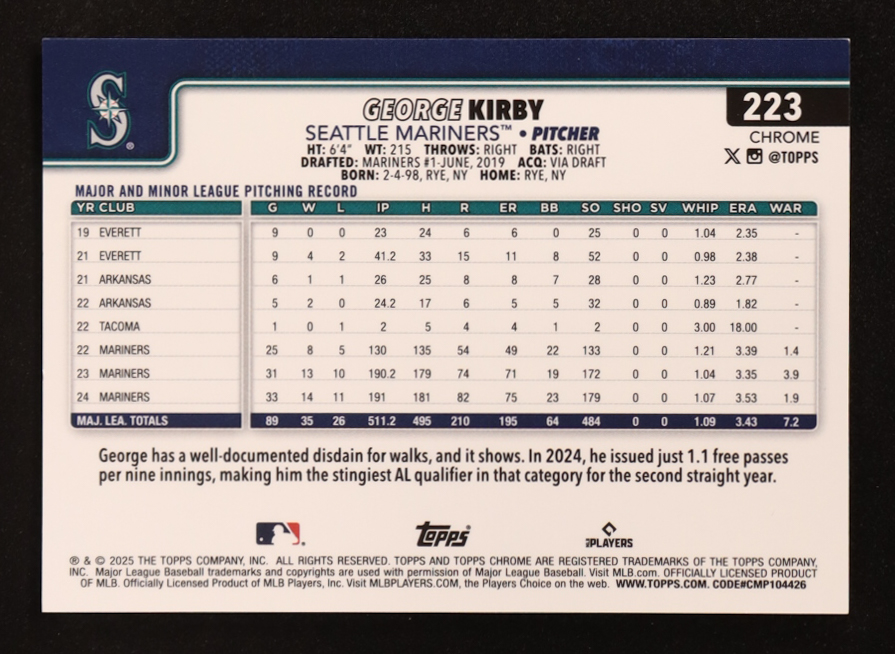 S
®
223
GEORGE KIRBY
SEATTLE MARINERS™ • PITCHER
CHROME
HT: 6'4" WT: 215 THROWS: RIGHT BATS: RIGHT
X @TOPPS
DRAFTED: MARINERS #1-JUNE, 2019 ACQ: VIA DRAFT
BORN: 2-4-98, RYE, NY HOME: RYE, NY
MAJOR AND MINOR LEAGUE PITCHING RECORD
YR CLUB G W L IP H R ER BB SO SHO SV WHIP ERA WAR
19 EVERETT 9 0 0 23 24 6 6 0 25 0 0 1.04 2.35 -
21 EVERETT 9 4 2 41.2 33 15 11 8 52 0 0 0.98 2.38 -
21 ARKANSAS 6 1 1 26 25 8 8 7 28 0 0 1.23 2.77 -
22 ARKANSAS 5 2 0 24.2 17 6 5 5 32 0 0 0.89 1.82 -
22 TACOMA 1 0 1 2 5 4 4 1 2 0 0 3.00 18.00 -
22 MARINERS 25 8 5 130 135 54 49 22 133 0 0 1.21 3.39 1.4
23 MARINERS 31 13 10 190.2 179 74 71 19 172 0 0 1.04 3.35 3.9
24 MARINERS 33 14 11 191 181 82 75 23 179 0 0 1.07 3.53 1.9
MAJ. LEA. TOTALS 89 35 26 511.2 495 210 195 64 484 0 0 1.09 3.43 7.2
George has a well-documented disdain for walks, and it shows. In 2024, he issued just 1.1 free passes
per nine innings, making him the stingiest AL qualifier in that category for the second straight year.
topps
PLAYERS
® & © 2025 THE TOPPS COMPANY, INC. ALL RIGHTS RESERVED. TOPPS AND TOPPS CHROME ARE REGISTERED TRADEMARKS OF THE TOPPS COMPANY,
INC. Major League Baseball trademarks and copyrights are used with permission of Major League Baseball. Visit MLB.com. OFFICIALLY LICENSED PRODUCT
OF MLB. Officially Licensed Product of MLB Players, Inc. Visit MLBPLAYERS.COM, the Players Choice on the web. WWW.TOPPS.COM. CODE#CMP104426